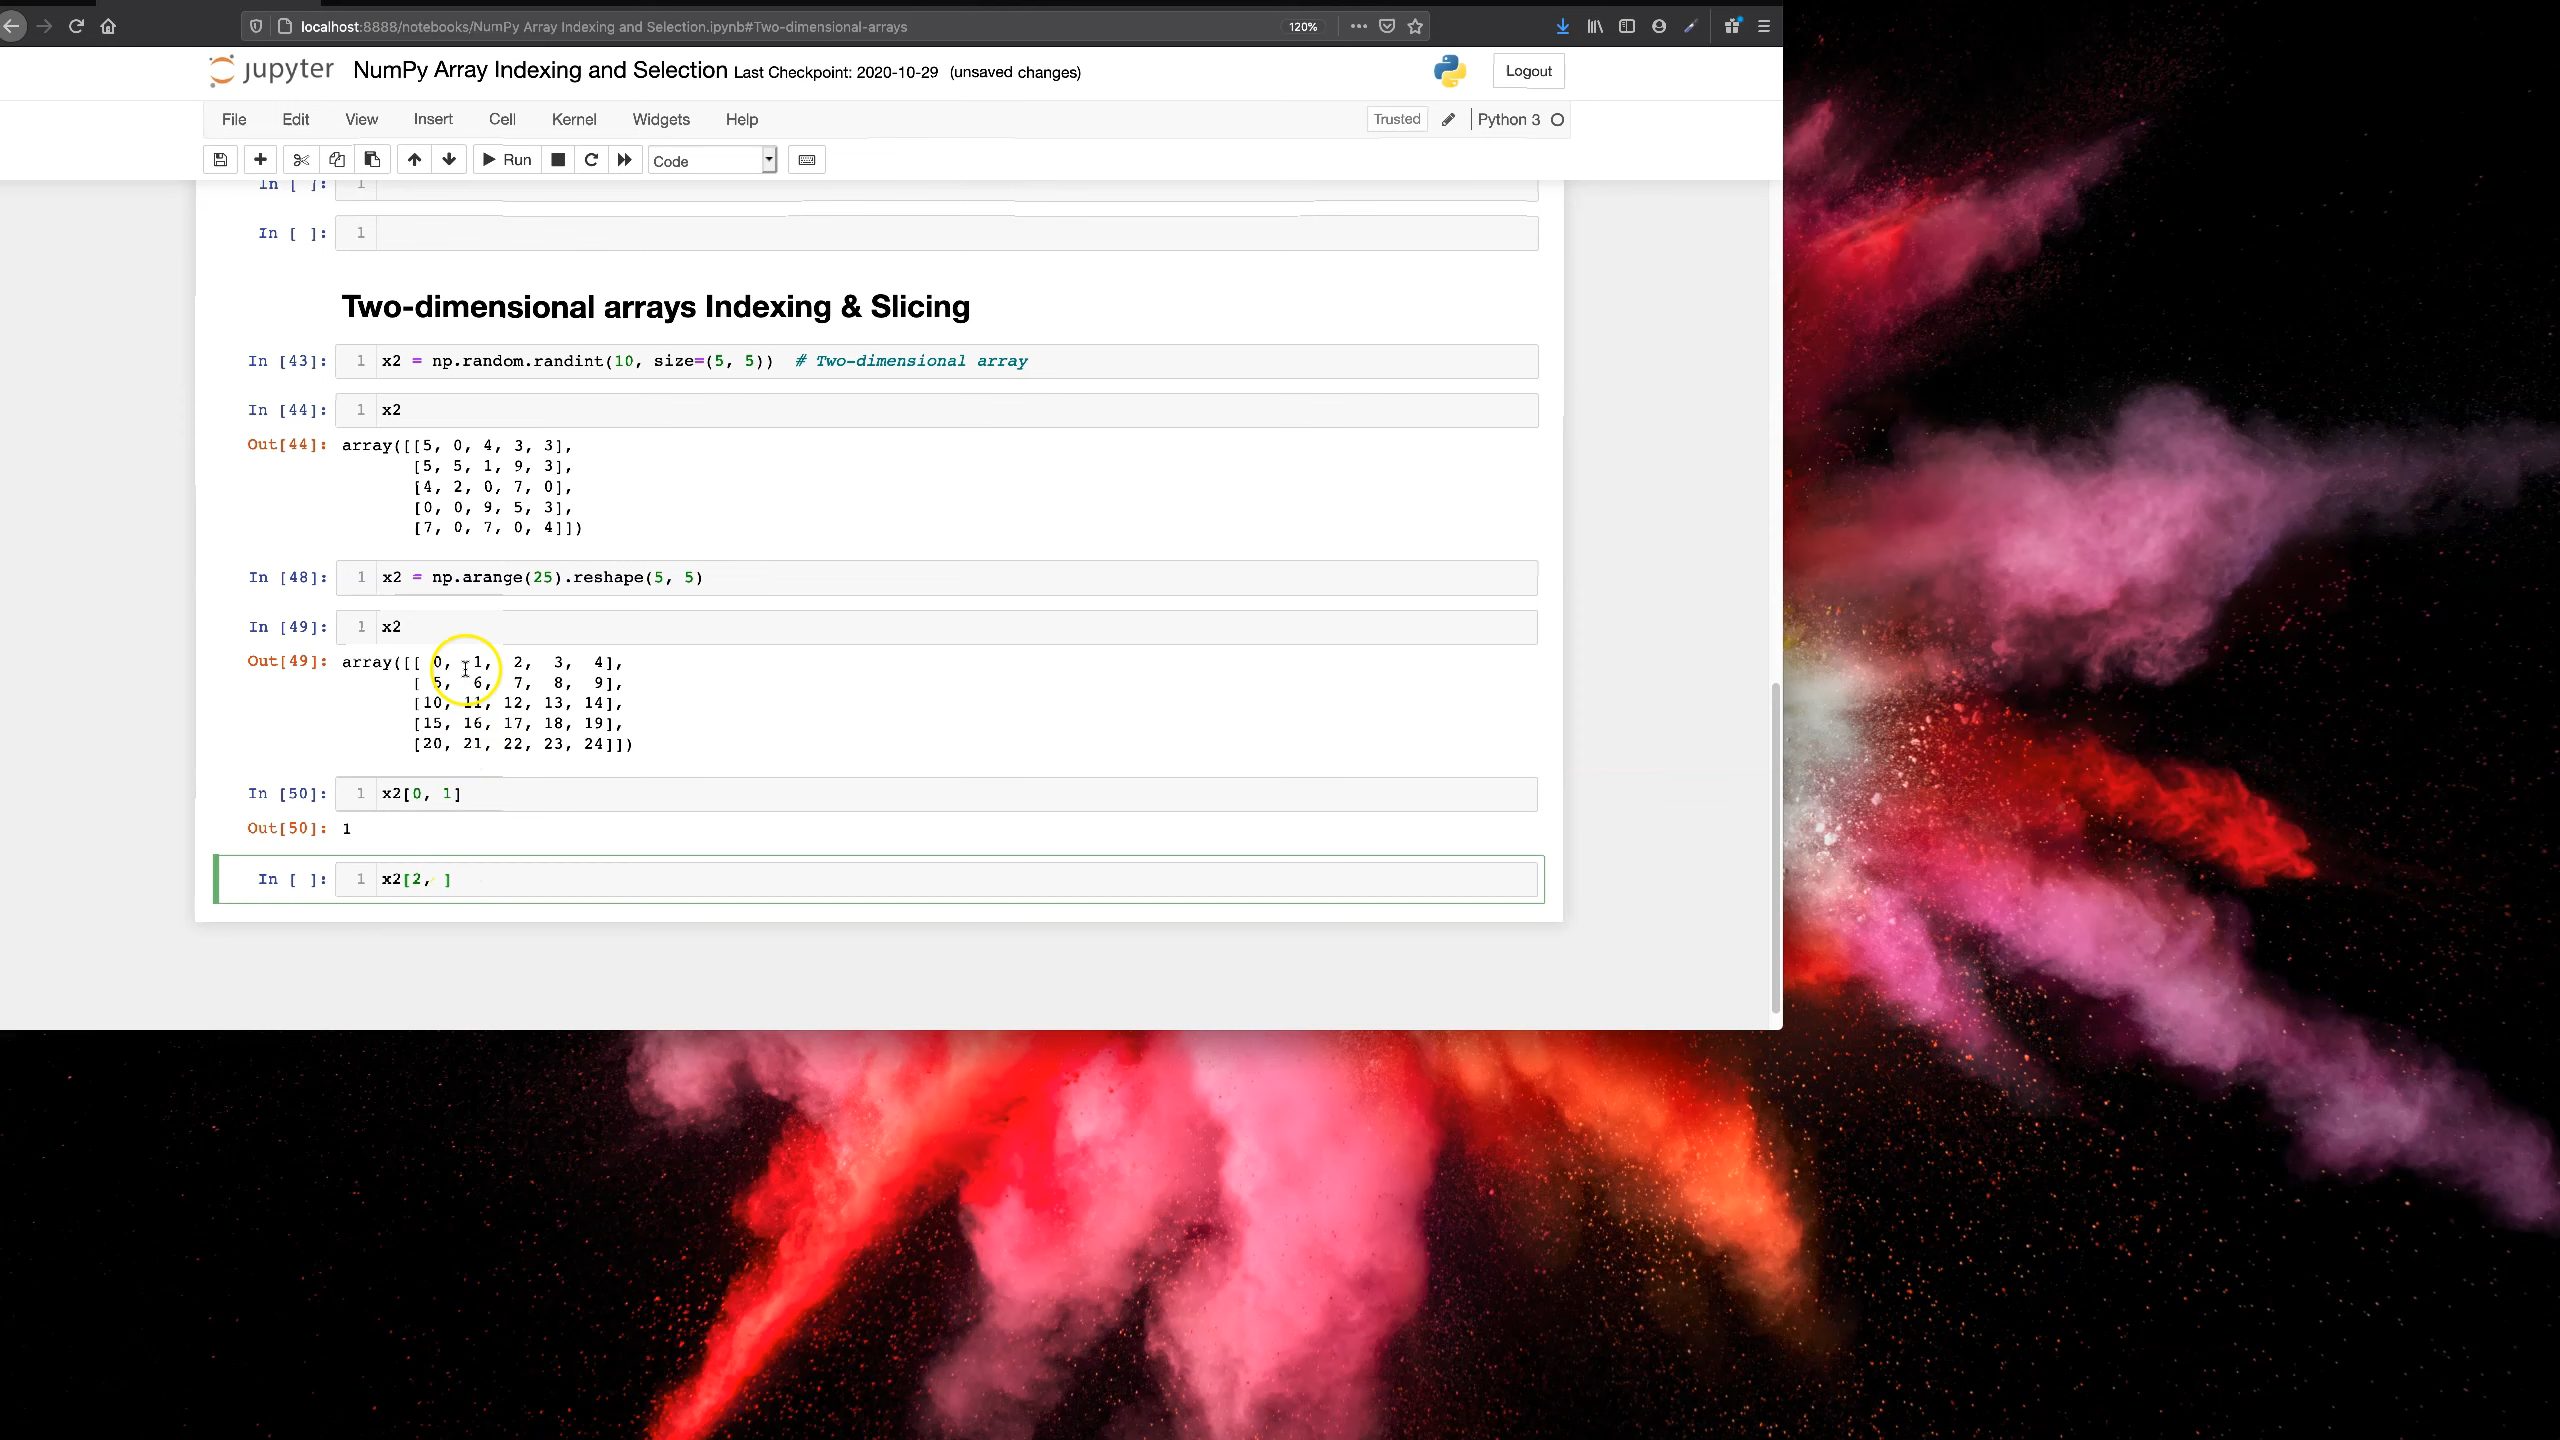 localhost:8888/notebooks/NumPy Array Indexing and Selection.ipynb#Two-dimensional-arrays 120%
jupyter NumPy Array Indexing and Selection Last Checkpoint: 2020-10-29 (unsaved changes) Logout
File Edit View Insert Cell Kernel Widgets Help Trusted Python 3
Run Code
In [ ]: 1
In [ ]: 1
Two-dimensional arrays Indexing & Slicing
In [43]: 1 x2 = np.random.randint(10, size=(5, 5)) # Two-dimensional array
In [44]: 1 x2
Out[44]: array([[5, 0, 4, 3, 3],
[5, 5, 1, 9, 3],
[4, 2, 0, 7, 0],
[0, 0, 9, 5, 3],
[7, 0, 7, 0, 4]])
In [48]: 1 x2 = np.arange(25).reshape(5, 5)
In [49]: 1 x2
Out[49]: array([[ 0, 1, 2, 3, 4],
[ 5, 6, 7, 8, 9],
[10, 11, 12, 13, 14],
[15, 16, 17, 18, 19],
[20, 21, 22, 23, 24]])
In [50]: 1 x2[0, 1]
Out[50]: 1
In [ ]: 1 x2[2, ]